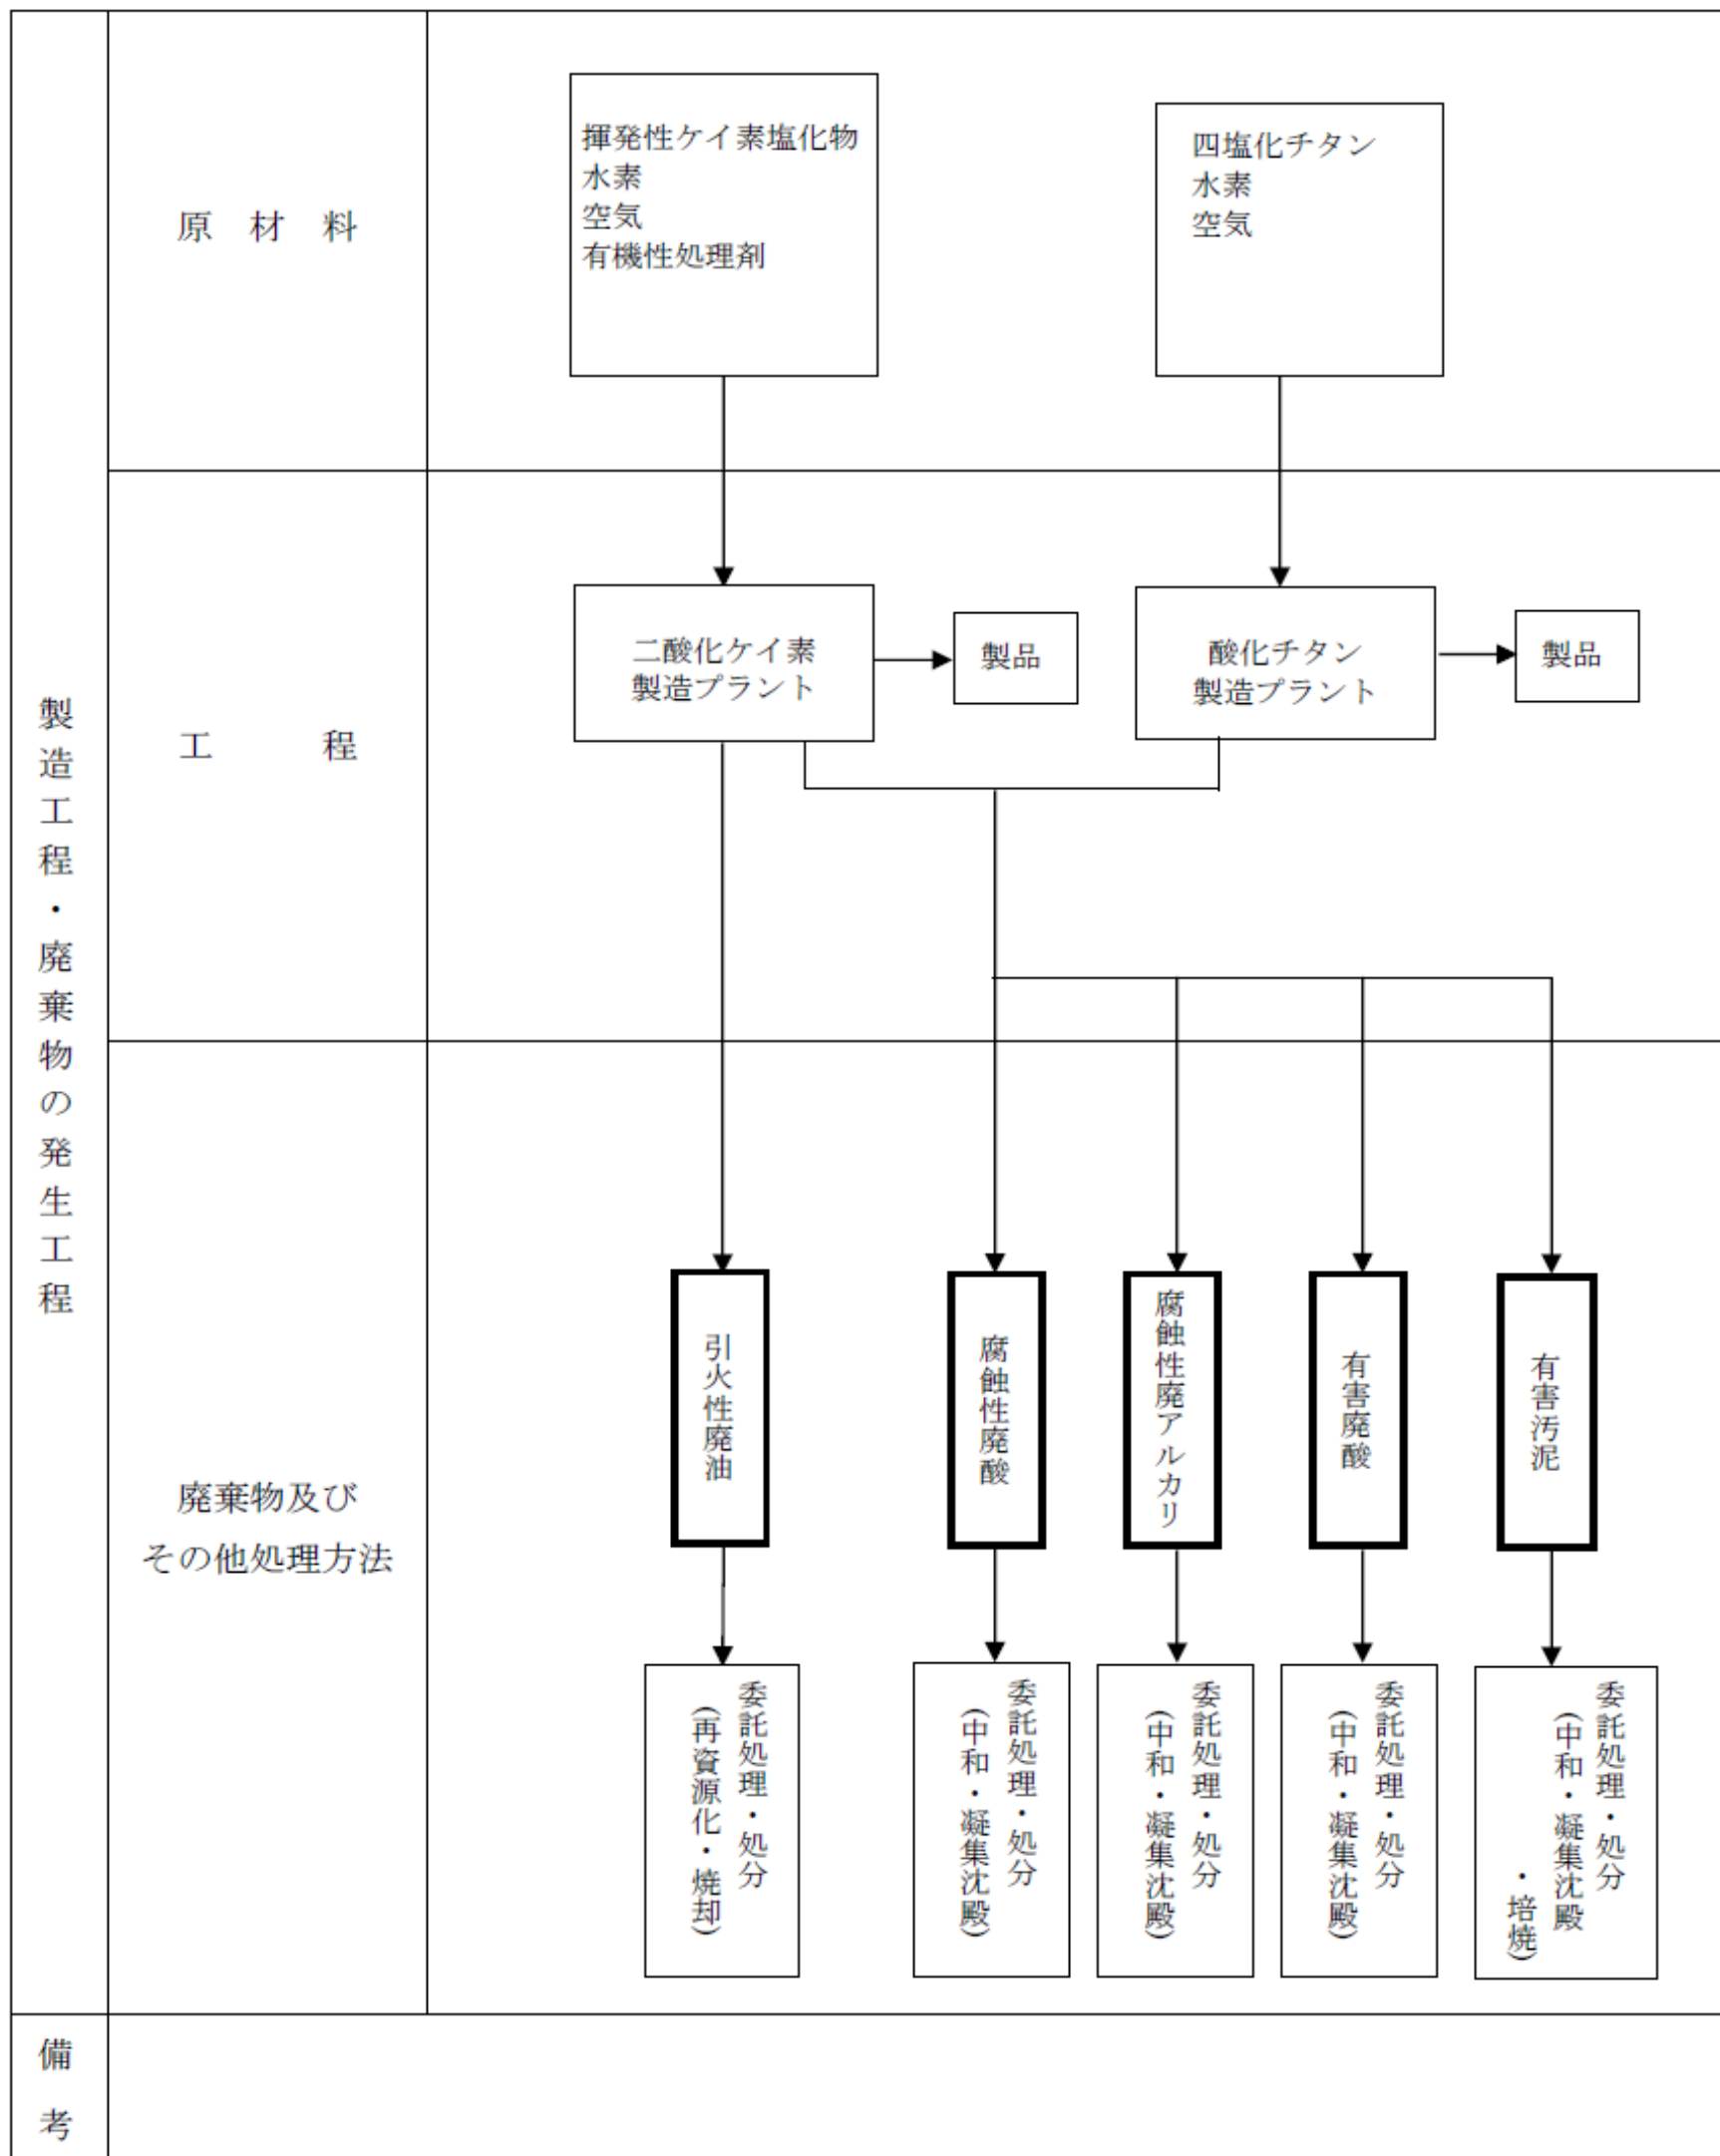 製造工程・廃棄物の発生工程
原材料
揮発性ケイ素塩化物
水素
空気
有機性処理剤
四塩化チタン
水素
空気
工程
二酸化ケイ素
製造プラント
製品
酸化チタン
製造プラント
製品
廃棄物及び
その他処理方法
引火性廃油
腐蝕性廃酸
腐蝕性廃アルカリ
有害廃酸
有害汚泥
委託処理・処分
(再資源化・焼却)
委託処理・処分
(中和・凝集沈殿)
委託処理・処分
(中和・凝集沈殿)
委託処理・処分
(中和・凝集沈殿)
委託処理・処分
(中和・凝集沈殿
・培焼)
備考